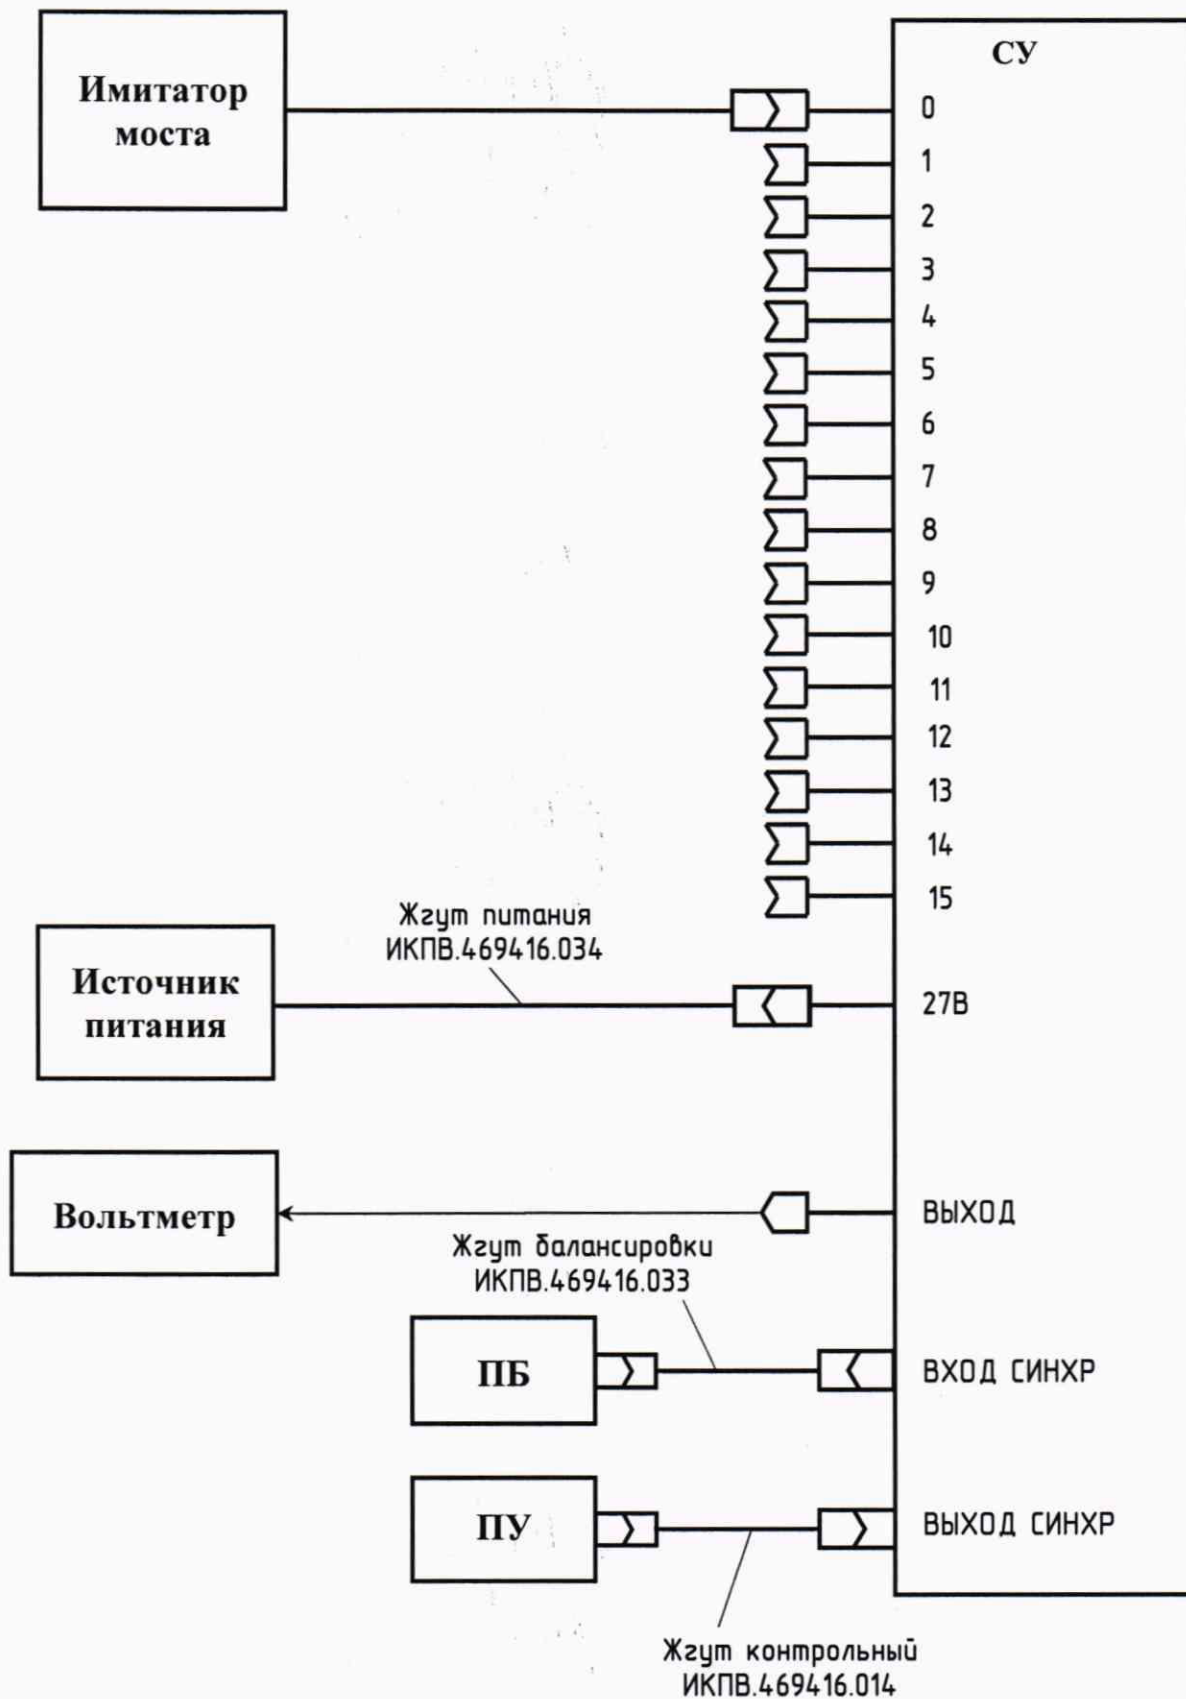 СУ
Имитатор
моста
0
1
2
3
4
5
6
7
8
9
10
11
12
13
14
15
Жгут питания
ИКПВ.469416.034
Источник
питания
27В
Вольтметр
ВЫХОД
Жгут балансировки
ИКПВ.469416.033
ПБ
ВХОД СИНХР
ПУ
ВЫХОД СИНХР
Жгут контрольный
ИКПВ.469416.014